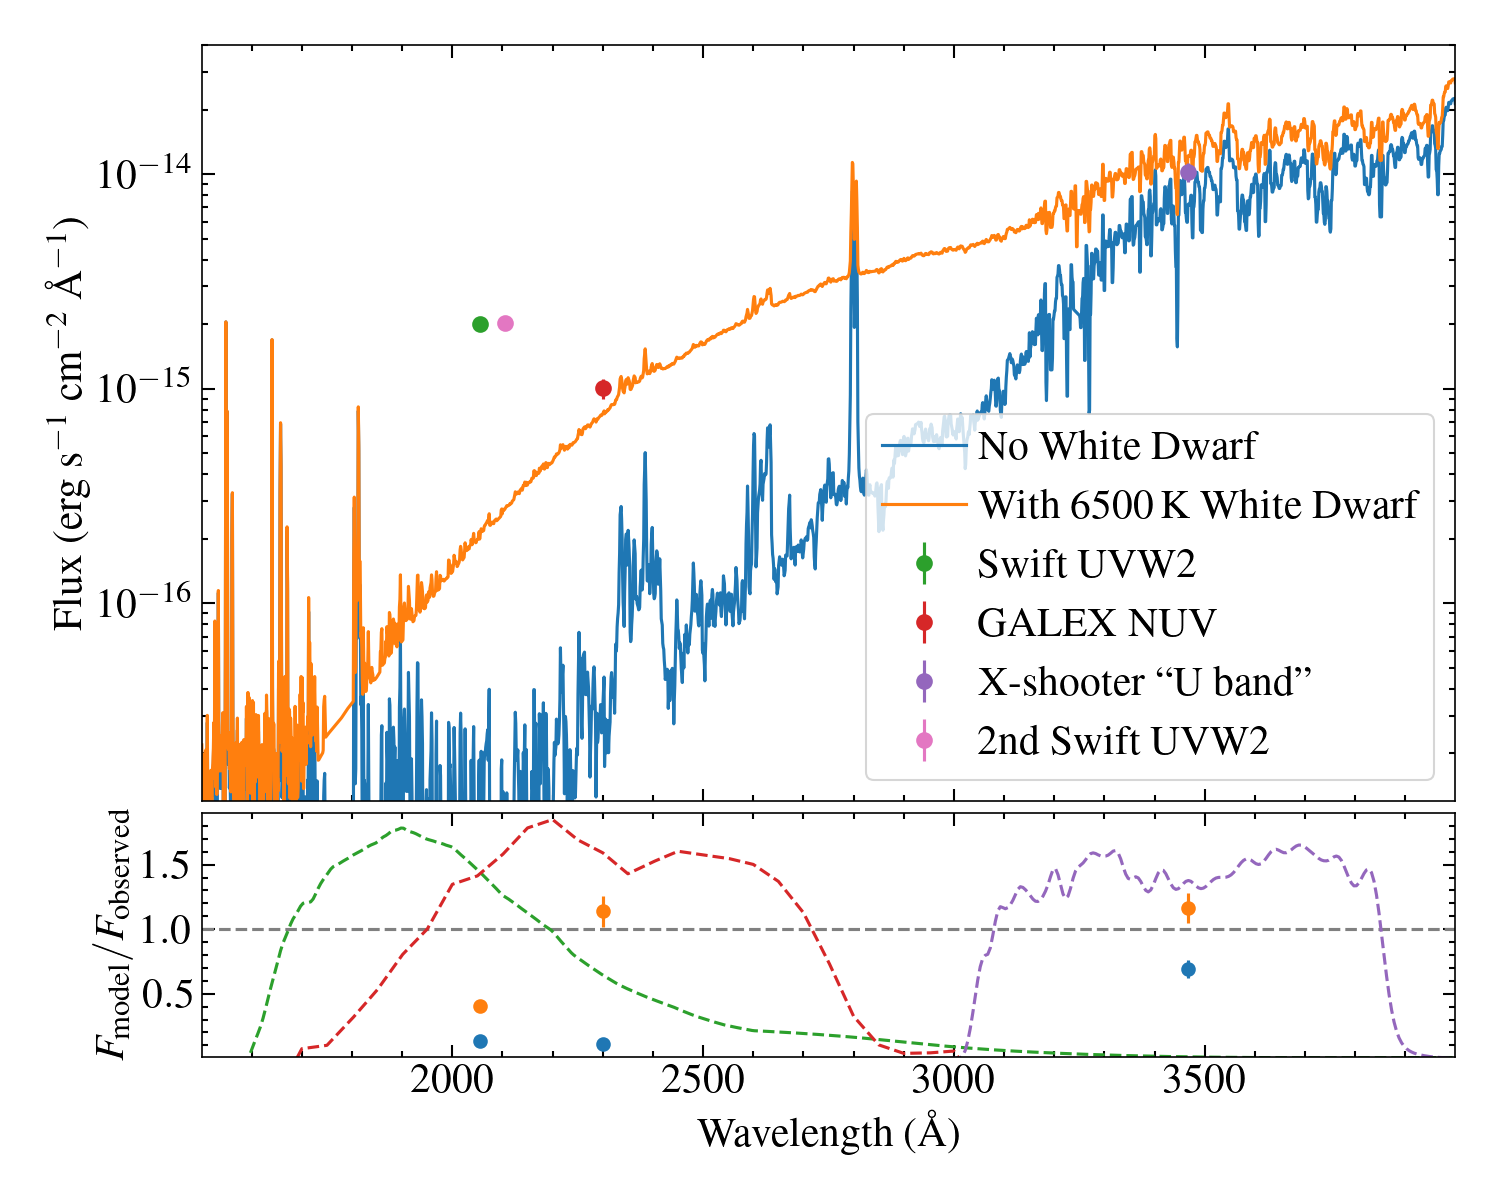 Flux (erg s⁻¹ cm⁻² Å⁻¹)
10⁻¹⁴
10⁻¹⁵
10⁻¹⁶
No White Dwarf
With 6500 K White Dwarf
Swift UVW2
GALEX NUV
X-shooter “U band”
2nd Swift UVW2
F_model/F_observed
1.5
1.0
0.5
2000 2500 3000 3500
Wavelength (Å)